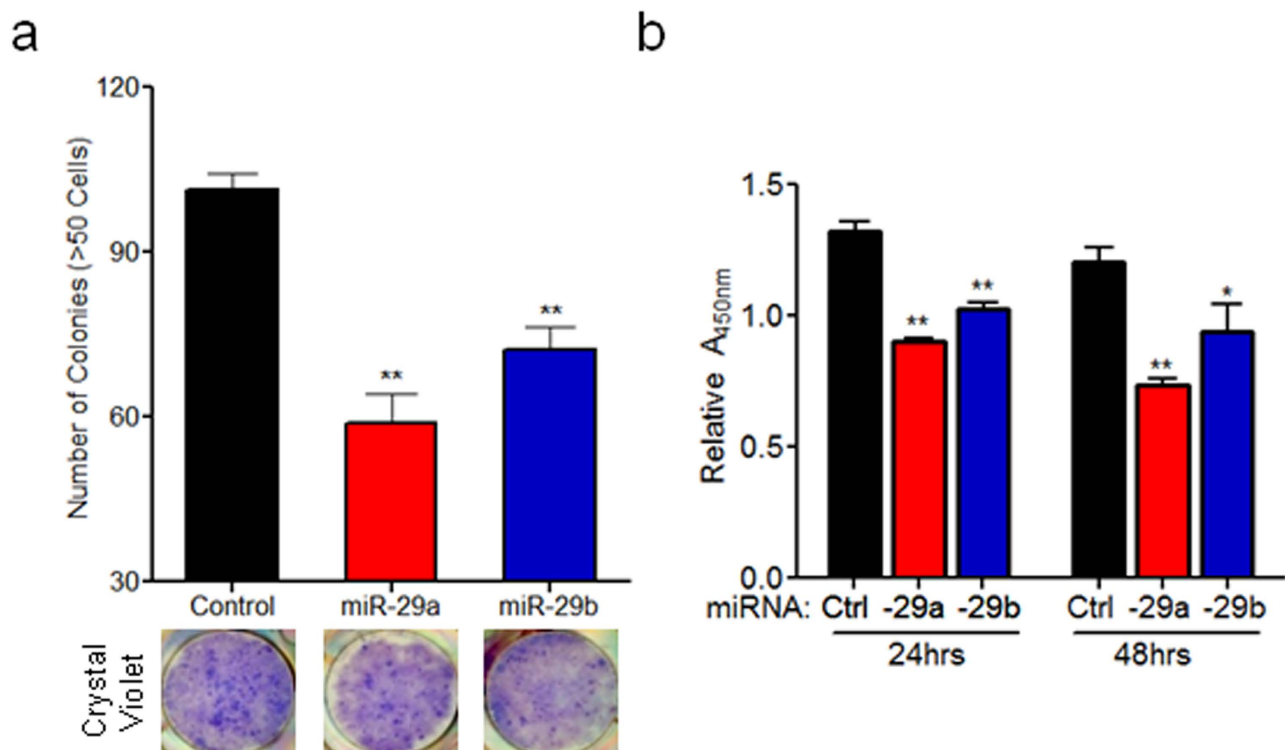 a
120
90
60
30
Number of Colonies (>50 Cells)
**
**
Control miR-29a miR-29b
Crystal
Violet
b
1.5
1.0
0.5
0.0
Relative A450nm
**
**
**
*
miRNA: Ctrl -29a -29b Ctrl -29a -29b
24hrs 48hrs